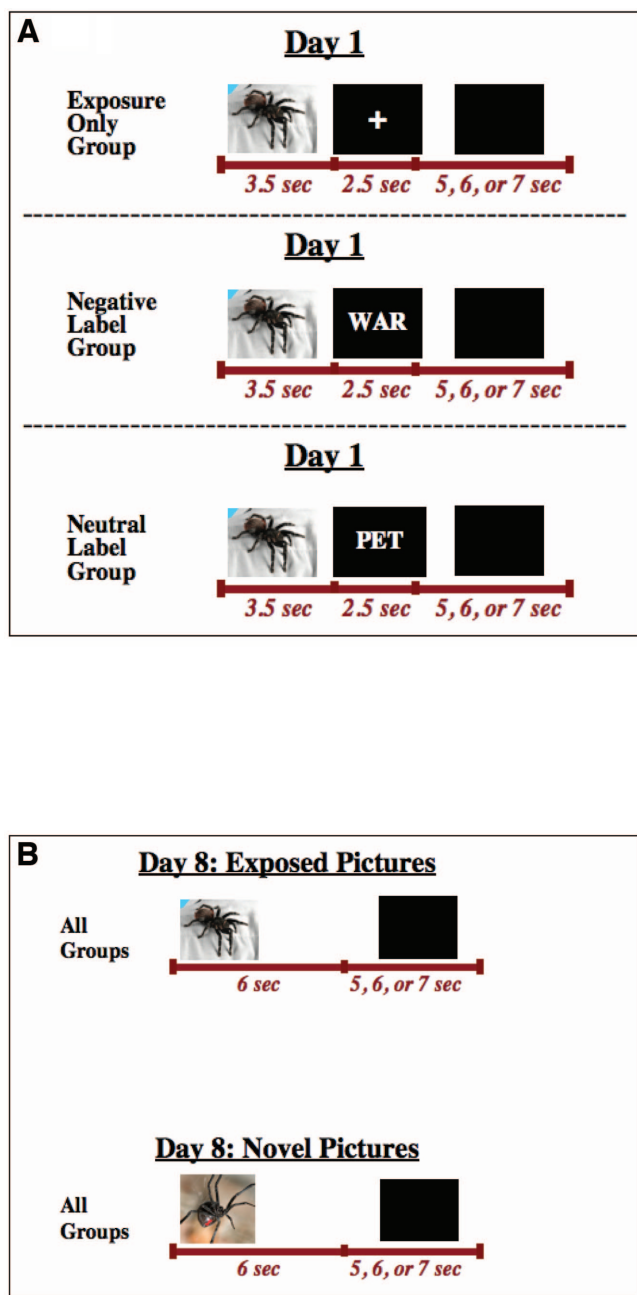 A
Day 1
Exposure
Only
Group
+
3.5 sec 2.5 sec 5, 6, or 7 sec
Day 1
Negative
Label
Group
WAR
3.5 sec 2.5 sec 5, 6, or 7 sec
Day 1
Neutral
Label
Group
PET
3.5 sec 2.5 sec 5, 6, or 7 sec
B
Day 8: Exposed Pictures
All
Groups
6 sec 5, 6, or 7 sec
Day 8: Novel Pictures
All
Groups
6 sec 5, 6, or 7 sec